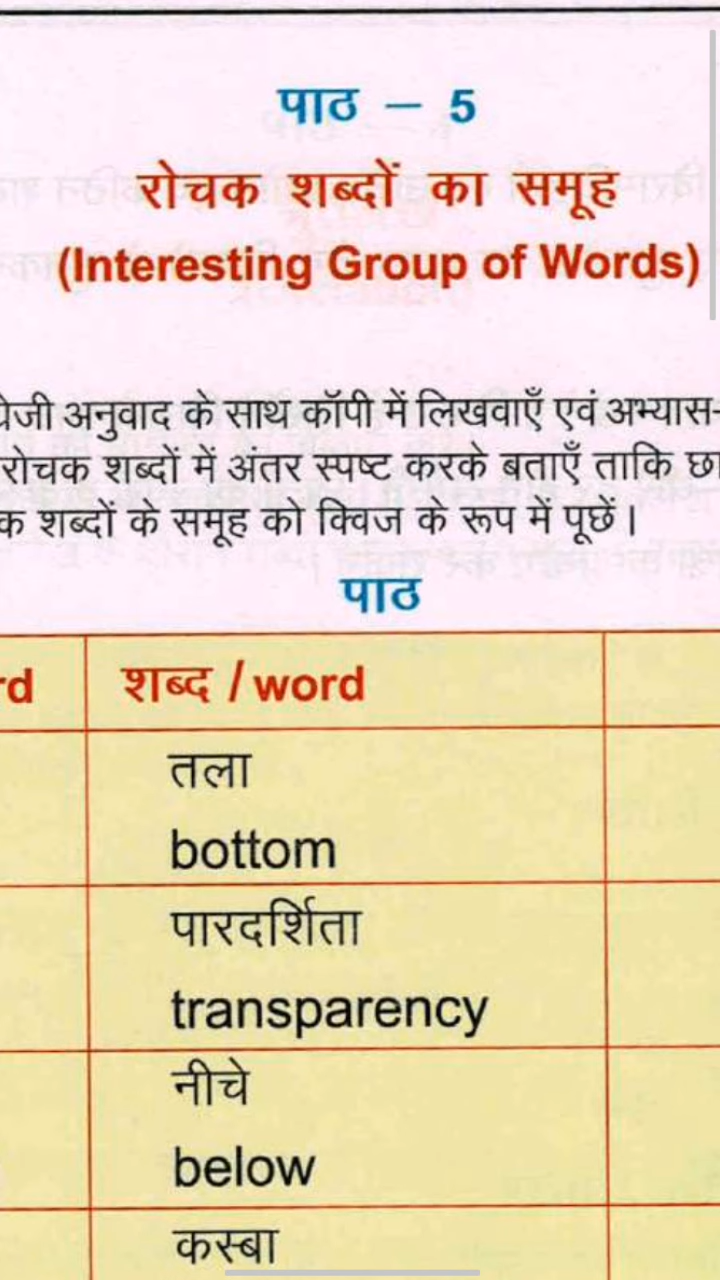 पाठ – 5
रोचक शब्दों का समूह
(Interesting Group of Words)
अनुवाद के साथ कॉपी में लिखवाएँ एवं अभ्यास-
रोचक शब्दों में अंतर स्पष्ट करके बताएँ ताकि
शब्दों के समूह को क्विज के रूप में पूछें।
पाठ
शब्द / word
तला
bottom
पारदर्शिता
transparency
नीचे
below
कस्बा